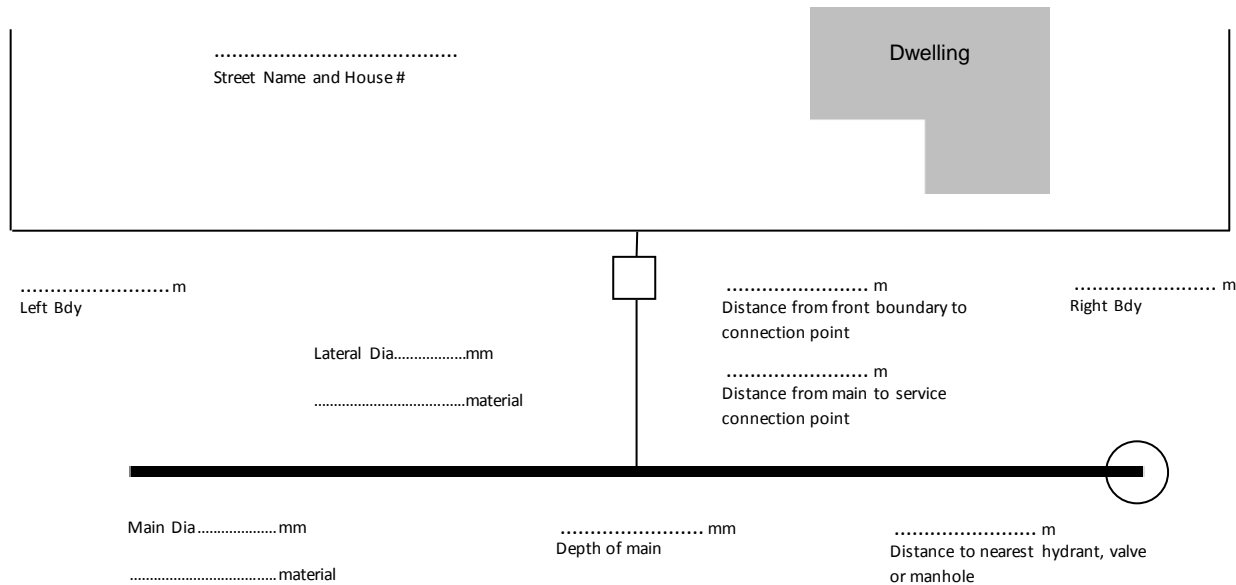 Dwelling
.........................................
Street Name and House #
......................... m
Left Bdy
........................ m
Distance from front boundary to
connection point
........................ m
Right Bdy
Lateral Dia..................mm
......................................material
........................ m
Distance from main to service
connection point
Main Dia....................mm
.....................................material
........................ mm
Depth of main
........................ m
Distance to nearest hydrant, valve
or manhole